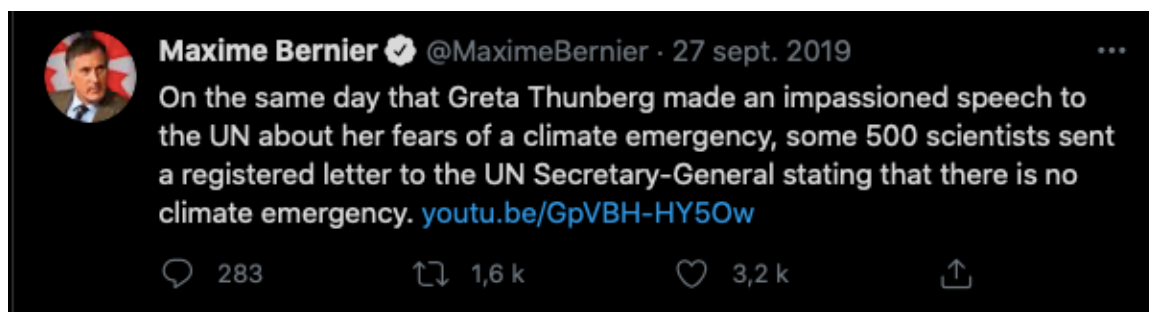 Maxime Bernier @MaximeBernier · 27 sept. 2019
On the same day that Greta Thunberg made an impassioned speech to
the UN about her fears of a climate emergency, some 500 scientists sent
a registered letter to the UN Secretary-General stating that there is no
climate emergency. youtu.be/GpVBH-HY5Ow
283 1,6 k 3,2 k